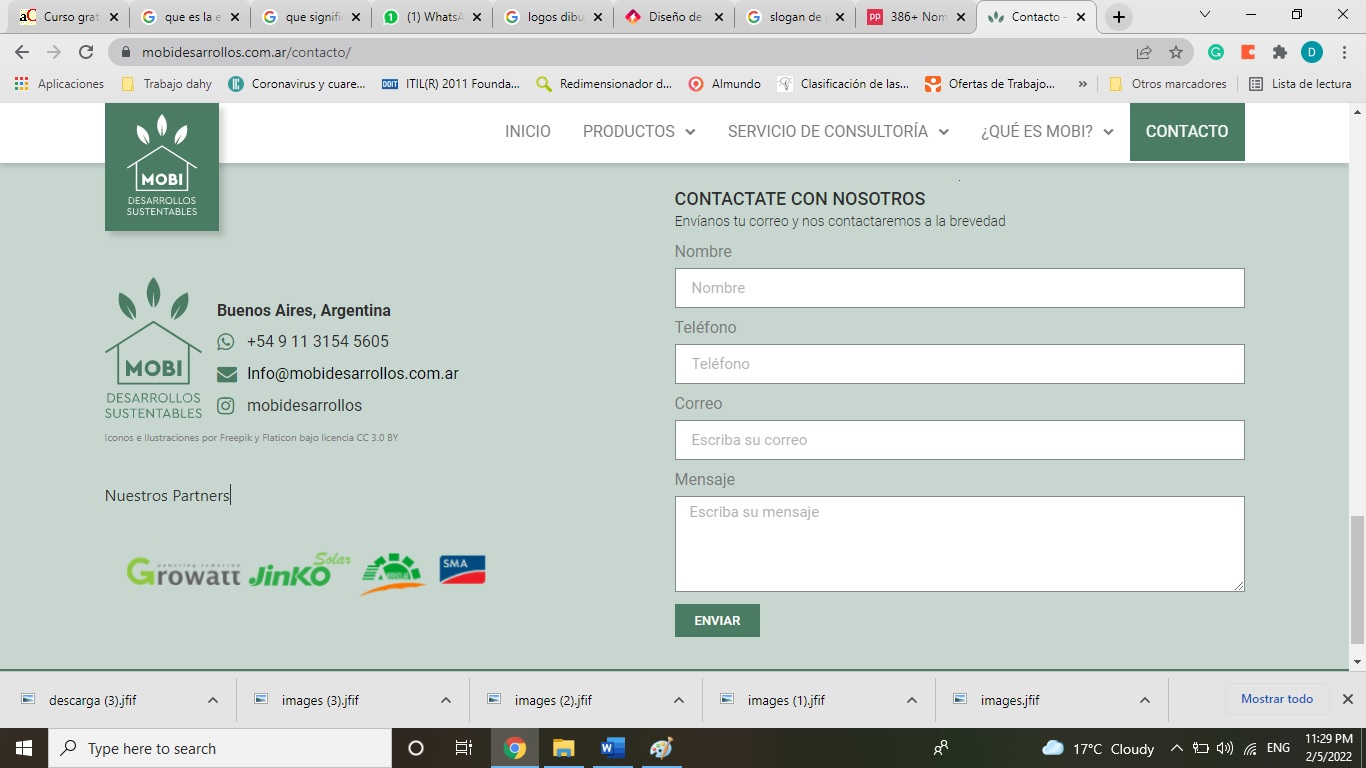 aC Curso grat
que es la e
que signifi
(1) WhatsA
logos dibuj
Diseño de
slogan de p
386+ Nom
Contacto -
mobidesarrollos.com.ar/contacto/
D
Aplicaciones
Trabajo dahy
Coronavirus y cuare...
DOIT ITIL(R) 2011 Founda...
Redimensionador d...
Almundo
Clasificación de las...
Ofertas de Trabajo...
»
Otros marcadores
Lista de lectura
MOBI
DESARROLLOS
SUSTENTABLES
INICIO
PRODUCTOS
SERVICIO DE CONSULTORÍA
¿QUÉ ES MOBI?
CONTACTO
MOBI
DESARROLLOS
SUSTENTABLES
Buenos Aires, Argentina
+54 9 11 3154 5605
Info@mobidesarrollos.com.ar
mobidesarrollos
Iconos e Ilustraciones por Freepik y Flaticon bajo licencia CC 3.0 BY
Nuestros Partners
Growatt
JinKO Solar
SMA
CONTACTATE CON NOSOTROS
Envíanos tu correo y nos contactaremos a la brevedad
Nombre
Nombre
Teléfono
Teléfono
Correo
Escriba su correo
Mensaje
Escriba su mensaje
ENVIAR
descarga (3).jfif
images (3).jfif
images (2).jfif
images (1).jfif
images.jfif
Mostrar todo
Type here to search
17°C Cloudy
ENG
11:29 PM
2/5/2022